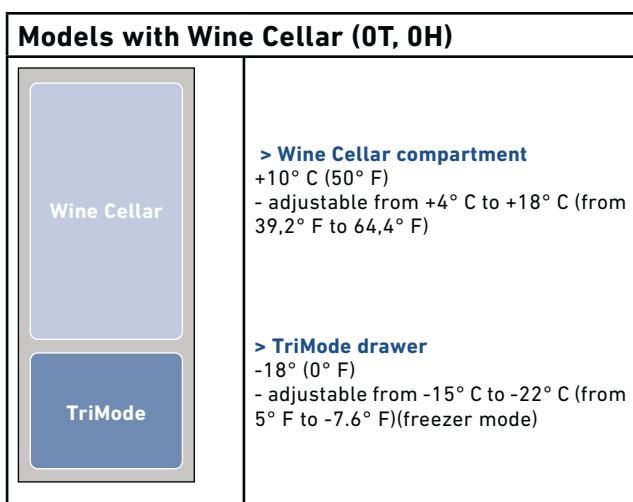 Models with Wine Cellar (0T, 0H)
Wine Cellar
> Wine Cellar compartment
+10° C (50° F)
- adjustable from +4° C to +18° C (from
39,2° F to 64,4° F)
TriMode
> TriMode drawer
-18° (0° F)
- adjustable from -15° C to -22° C (from
5° F to -7.6° F)(freezer mode)